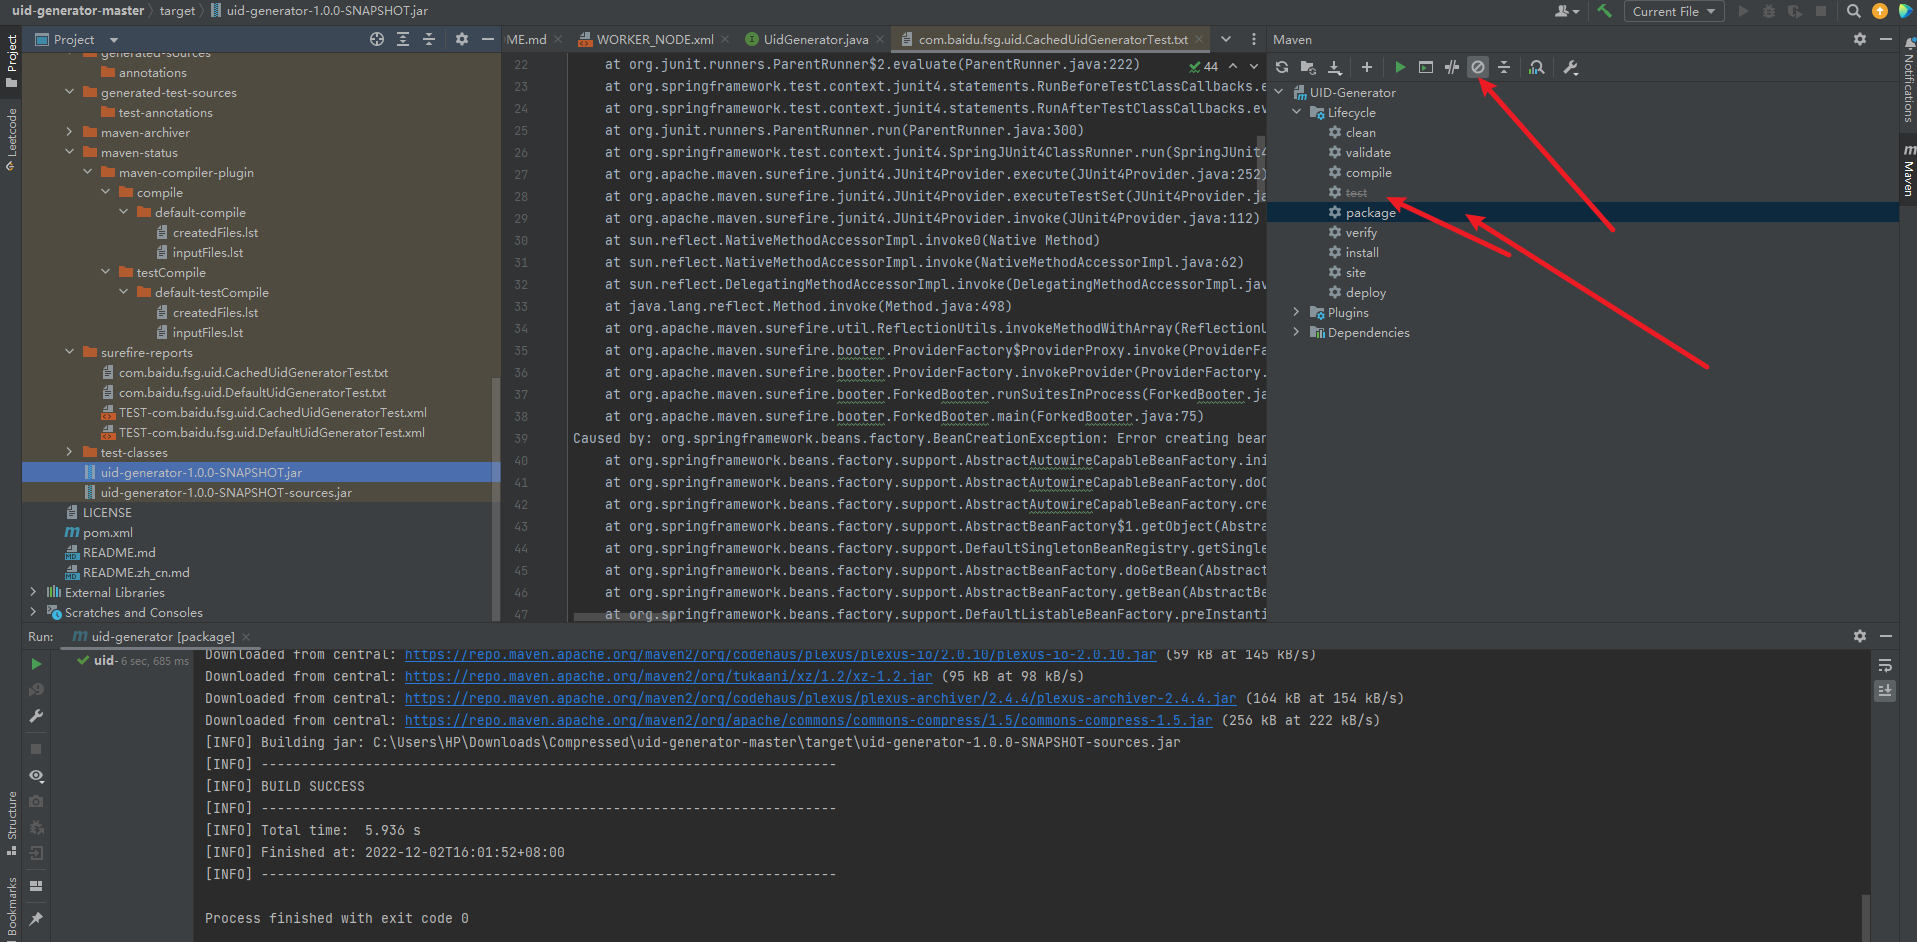 uid-generator-master > target > uid-generator-1.0.0-SNAPSHOT.jar
Current File
Project
ME.md
WORKER_NODE.xml
UidGenerator.java
com.baidu.fsg.uid.CachedUidGeneratorTest.txt
Maven
Project
Leetcode
Structure
Bookmarks
Notifications
Maven
generated-sources
annotations
generated-test-sources
test-annotations
maven-archiver
maven-status
maven-compiler-plugin
compile
default-compile
createdFiles.lst
inputFiles.lst
testCompile
default-testCompile
createdFiles.lst
inputFiles.lst
surefire-reports
com.baidu.fsg.uid.CachedUidGeneratorTest.txt
com.baidu.fsg.uid.DefaultUidGeneratorTest.txt
TEST-com.baidu.fsg.uid.CachedUidGeneratorTest.xml
TEST-com.baidu.fsg.uid.DefaultUidGeneratorTest.xml
test-classes
uid-generator-1.0.0-SNAPSHOT.jar
uid-generator-1.0.0-SNAPSHOT-sources.jar
LICENSE
pom.xml
README.md
README.zh_cn.md
External Libraries
Scratches and Consoles
44
22 at org.junit.runners.ParentRunner$2.evaluate(ParentRunner.java:222)
23 at org.springframework.test.context.junit4.statements.RunBeforeTestClassCallbacks.e
24 at org.springframework.test.context.junit4.statements.RunAfterTestClassCallbacks.ev
25 at org.junit.runners.ParentRunner.run(ParentRunner.java:300)
26 at org.springframework.test.context.junit4.SpringJUnit4ClassRunner.run(SpringJUnit4
27 at org.apache.maven.surefire.junit4.JUnit4Provider.execute(JUnit4Provider.java:252)
28 at org.apache.maven.surefire.junit4.JUnit4Provider.executeTestSet(JUnit4Provider.ja
29 at org.apache.maven.surefire.junit4.JUnit4Provider.invoke(JUnit4Provider.java:112)
30 at sun.reflect.NativeMethodAccessorImpl.invoke0(Native Method)
31 at sun.reflect.NativeMethodAccessorImpl.invoke(NativeMethodAccessorImpl.java:62)
32 at sun.reflect.DelegatingMethodAccessorImpl.invoke(DelegatingMethodAccessorImpl.jav
33 at java.lang.reflect.Method.invoke(Method.java:498)
34 at org.apache.maven.surefire.util.ReflectionUtils.invokeMethodWithArray(ReflectionU
35 at org.apache.maven.surefire.booter.ProviderFactory$ProviderProxy.invoke(ProviderFa
36 at org.apache.maven.surefire.booter.ProviderFactory.invokeProvider(ProviderFactory.
37 at org.apache.maven.surefire.booter.ForkedBooter.runSuitesInProcess(ForkedBooter.ja
38 at org.apache.maven.surefire.booter.ForkedBooter.main(ForkedBooter.java:75)
39 Caused by: org.springframework.beans.factory.BeanCreationException: Error creating bean
40 at org.springframework.beans.factory.support.AbstractAutowireCapableBeanFactory.ini
41 at org.springframework.beans.factory.support.AbstractAutowireCapableBeanFactory.doC
42 at org.springframework.beans.factory.support.AbstractAutowireCapableBeanFactory.cre
43 at org.springframework.beans.factory.support.AbstractBeanFactory$1.getObject(Abstra
44 at org.springframework.beans.factory.support.DefaultSingletonBeanRegistry.getSingle
45 at org.springframework.beans.factory.support.AbstractBeanFactory.doGetBean(Abstract
46 at org.springframework.beans.factory.support.AbstractBeanFactory.getBean(AbstractBe
47 at org.springframework.beans.factory.support.DefaultListableBeanFactory.preInstanti
UID-Generator
Lifecycle
clean
validate
compile
test
package
verify
install
site
deploy
Plugins
Dependencies
Run:
uid-generator [package]
uid- 6 sec, 685 ms
Downloaded from central: https://repo.maven.apache.org/maven2/org/codehaus/plexus/plexus-io/2.0.10/plexus-io-2.0.10.jar (59 kB at 145 kB/s)
Downloaded from central: https://repo.maven.apache.org/maven2/org/tukaani/xz/1.2/xz-1.2.jar (95 kB at 98 kB/s)
Downloaded from central: https://repo.maven.apache.org/maven2/org/codehaus/plexus/plexus-archiver/2.4.4/plexus-archiver-2.4.4.jar (164 kB at 154 kB/s)
Downloaded from central: https://repo.maven.apache.org/maven2/org/apache/commons/commons-compress/1.5/commons-compress-1.5.jar (256 kB at 222 kB/s)
[INFO] Building jar: C:\Users\HP\Downloads\Compressed\uid-generator-master\target\uid-generator-1.0.0-SNAPSHOT-sources.jar
[INFO] ------------------------------------------------------------------------
[INFO] BUILD SUCCESS
[INFO] ------------------------------------------------------------------------
[INFO] Total time:  5.936 s
[INFO] Finished at: 2022-12-02T16:01:52+08:00
[INFO] ------------------------------------------------------------------------
Process finished with exit code 0